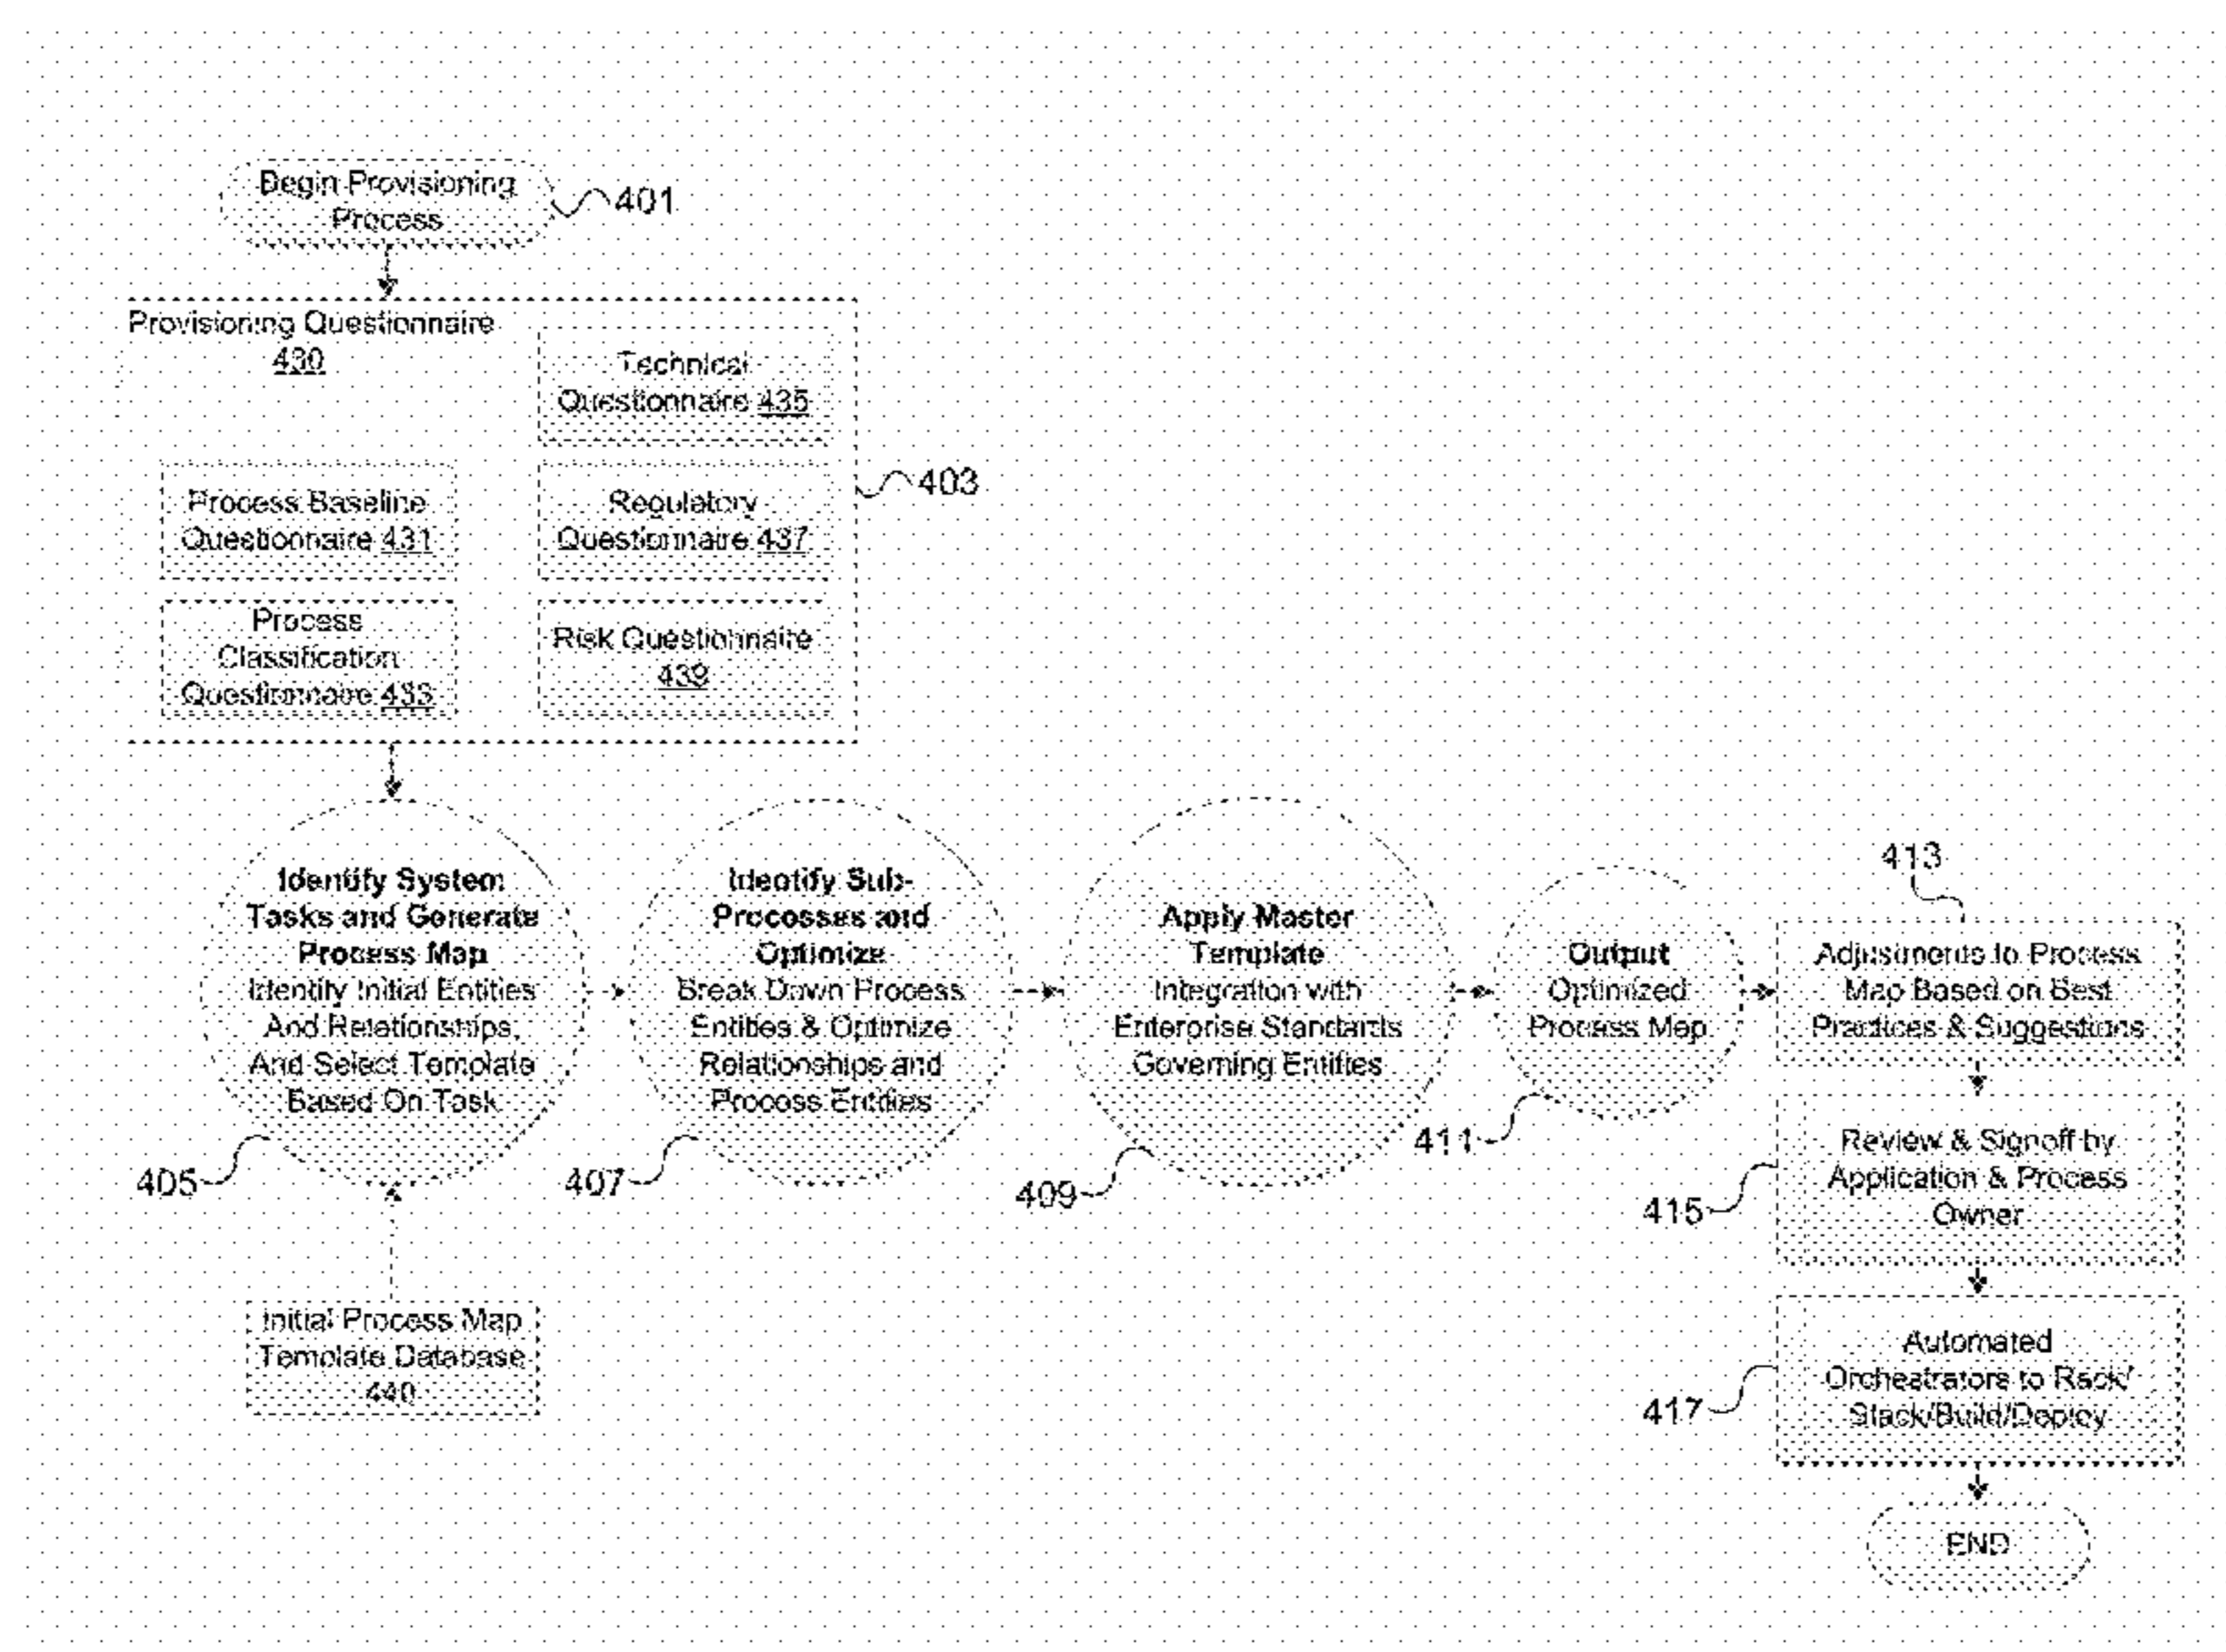 Begin Provisioning
Process
401
Provisioning Questionnaire
430
Technical
Questionnaire 435
403
Process Baseline
Questionnaire 431
Regulatory
Questionnaire 437
Process
Classification
Questionnaire 433
Risk Questionnaire
439
Identify System
Tasks and Generate
Process Map
Identify Initial Entities
And Relationships,
And Select Template
Based On Task
405
Identify Sub-
Processes and
Optimize
Break Down Process
Entities & Optimize
Relationships and
Process Entities
407
Apply Master
Template
Integration with
Enterprise Standards
Governing Entities
409
Output
Optimized
Process Map
411
413
Adjustments to Process
Map Based on Best
Practices & Suggestions
Review & Signoff by
Application & Process
Owner
415
Automated
Orchestrators to Rack/
Stack/Build/Deploy
417
END
Initial Process Map
Template Database
440